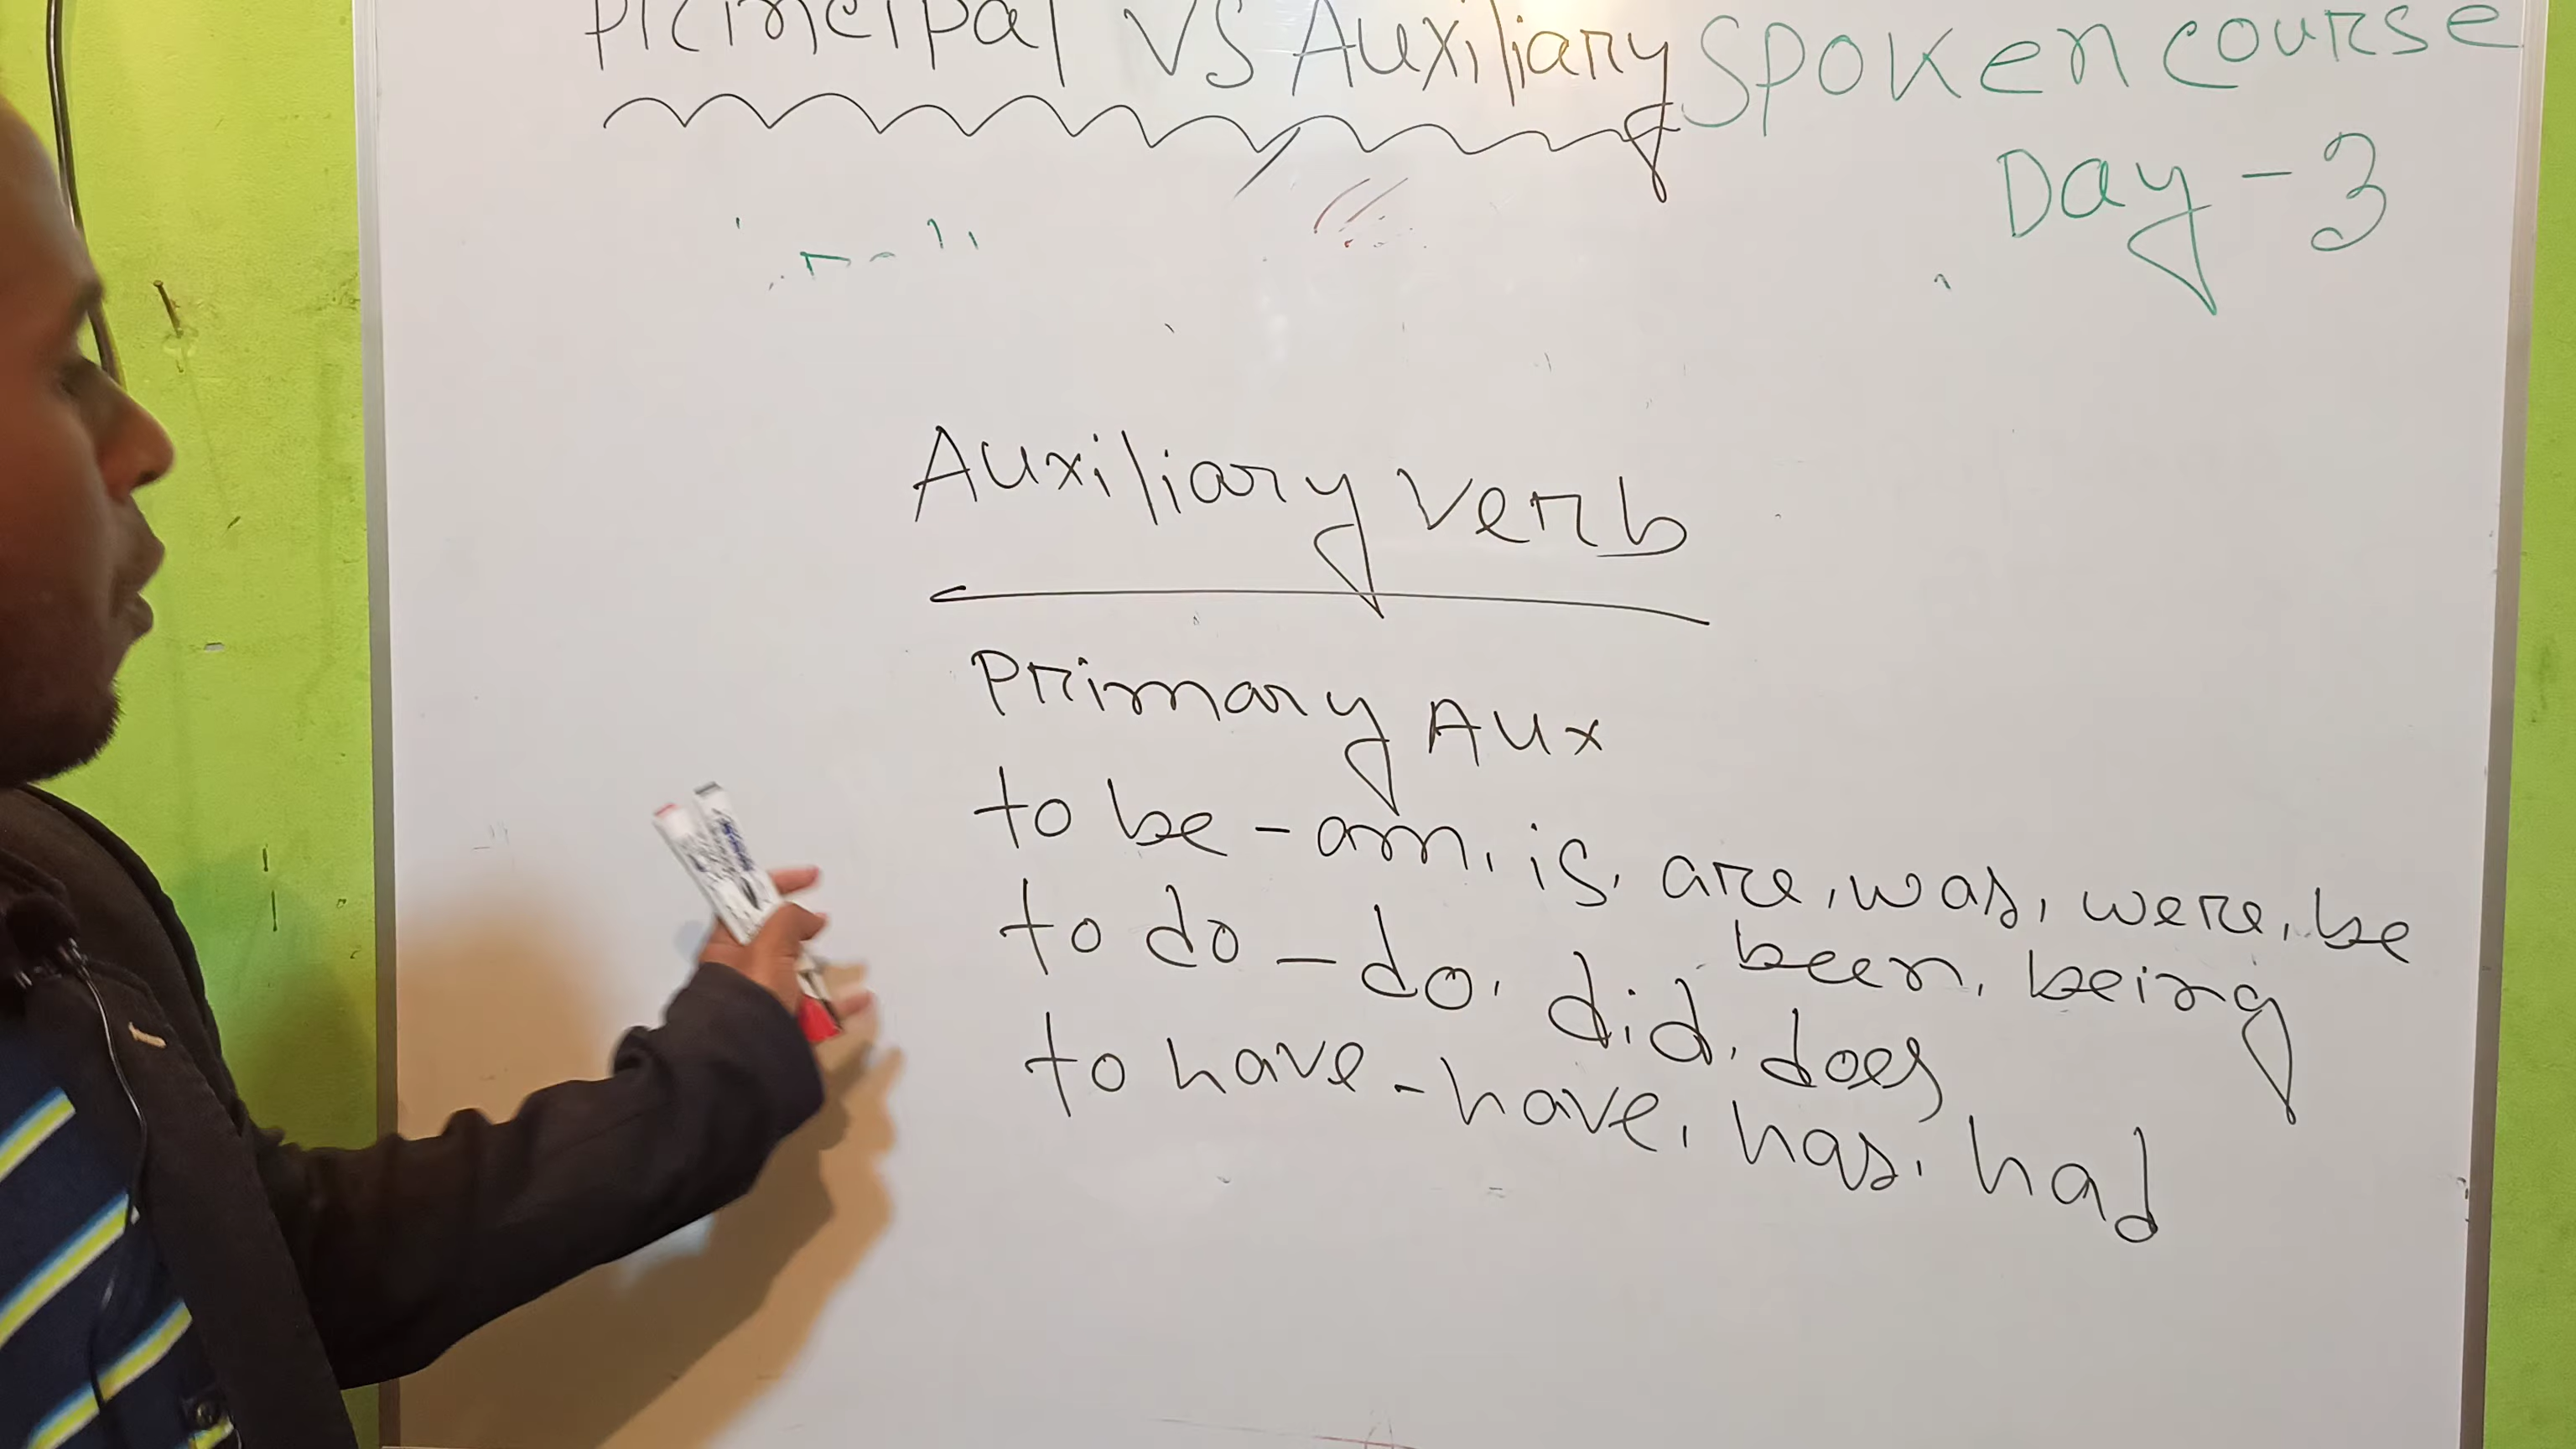 Principal VS Auxiliary
Spoken course
Day - 3
Auxiliary verb
Primary Aux
to be - am, is, are, was, were, be
been, being
to do - do, did, does
to have - have, has, had